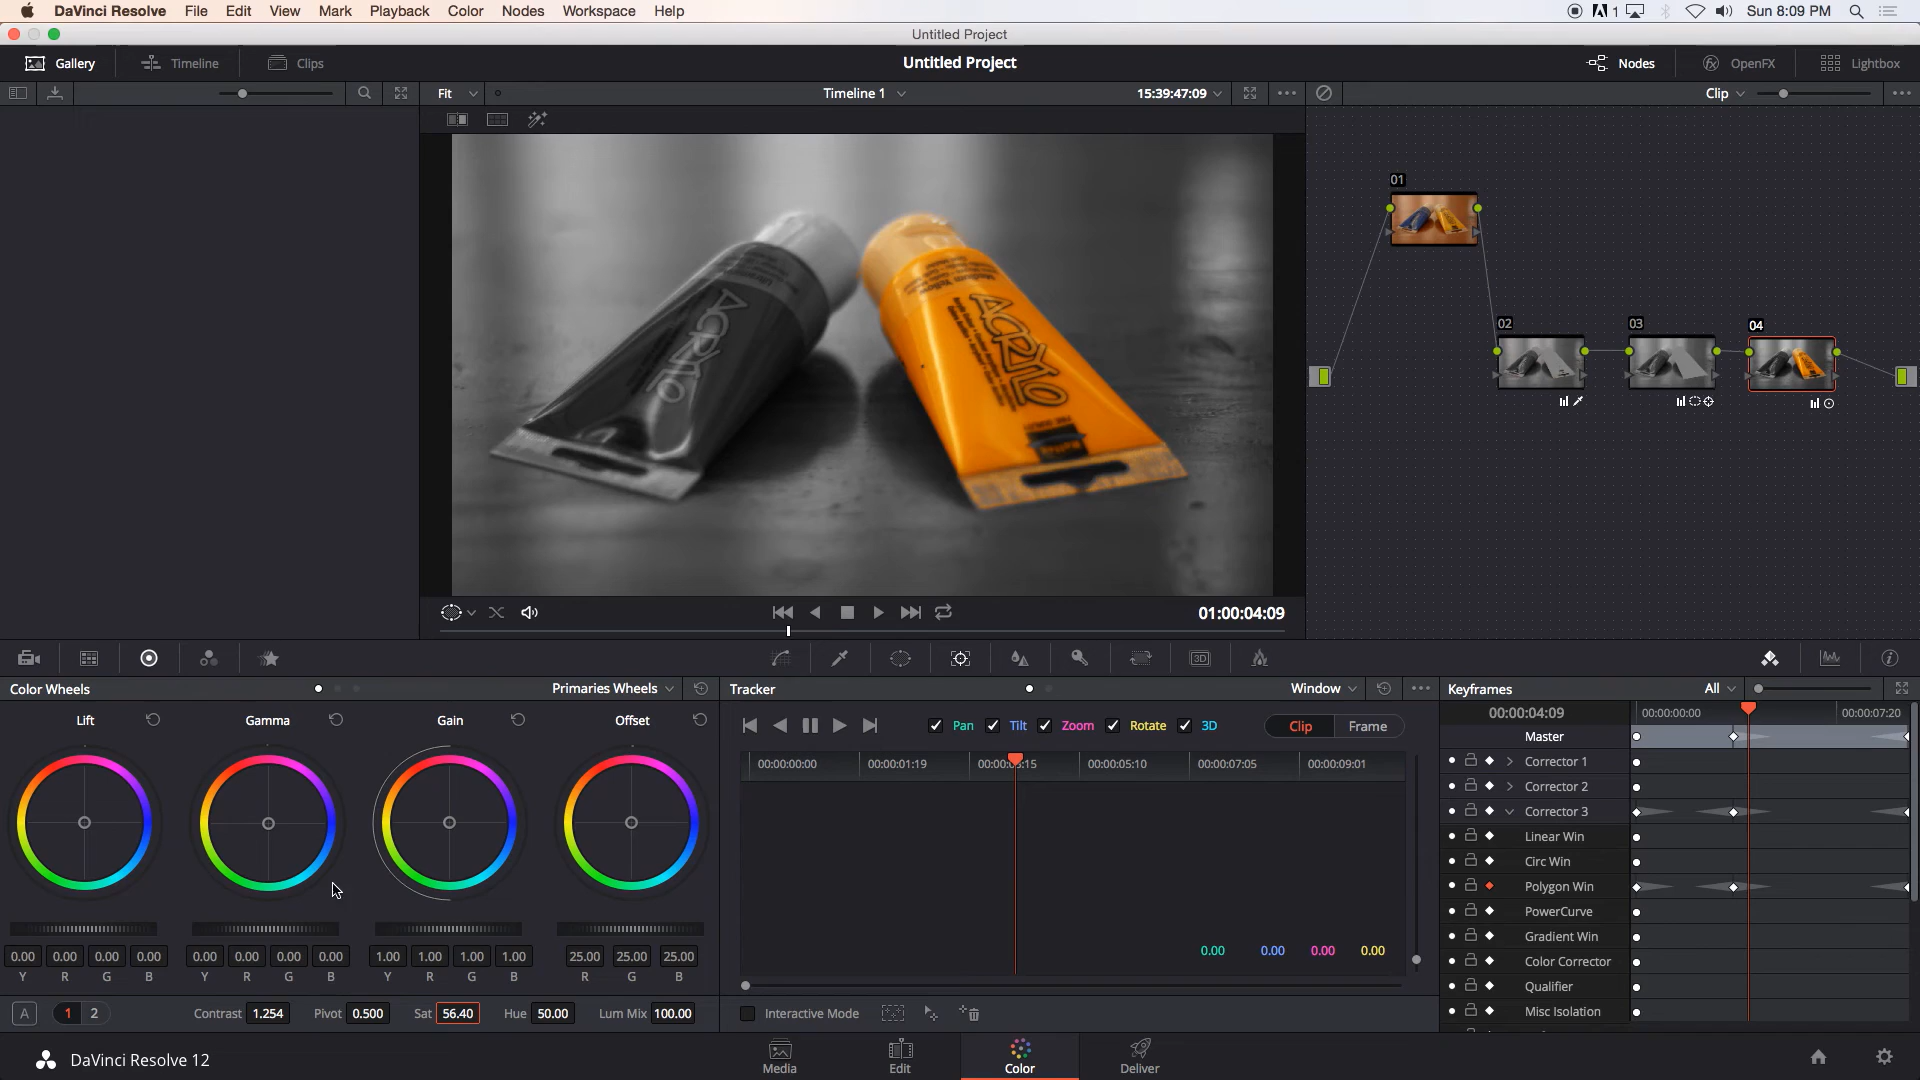 DaVinci Resolve File Edit View Mark Playback Color Nodes Workspace Help 1 Sun 8:09 PM
Untitled Project
Gallery Timeline Clips Untitled Project Nodes OpenFX Lightbox
Fit Timeline 1 15:39:47:09 Clip
01
02 03 04
ACRYLO
ACRYLO
01:00:04:09
Color Wheels Primaries Wheels Tracker Window Keyframes All
Lift Gamma Gain Offset
Pan Tilt Zoom Rotate 3D Clip Frame
00:00:04:09 00:00:00:00 00:00:07:20
Master
00:00:00:00 00:00:01:19 00:00:05:10 00:00:07:05 00:00:09:01
Corrector 1
Corrector 2
Corrector 3
Linear Win
Circ Win
Polygon Win
PowerCurve
Gradient Win
Color Corrector
Qualifier
Misc Isolation
0.00 0.00 0.00 0.00
0.00 0.00 0.00 0.00 0.00 0.00 0.00 0.00 1.00 1.00 1.00 1.00 25.00 25.00 25.00
Y R G B Y R G B Y R G B R G B
A 1 2 Contrast 1.254 Pivot 0.500 Sat 56.40 Hue 50.00 Lum Mix 100.00
Interactive Mode
DaVinci Resolve 12 Media Edit Color Deliver